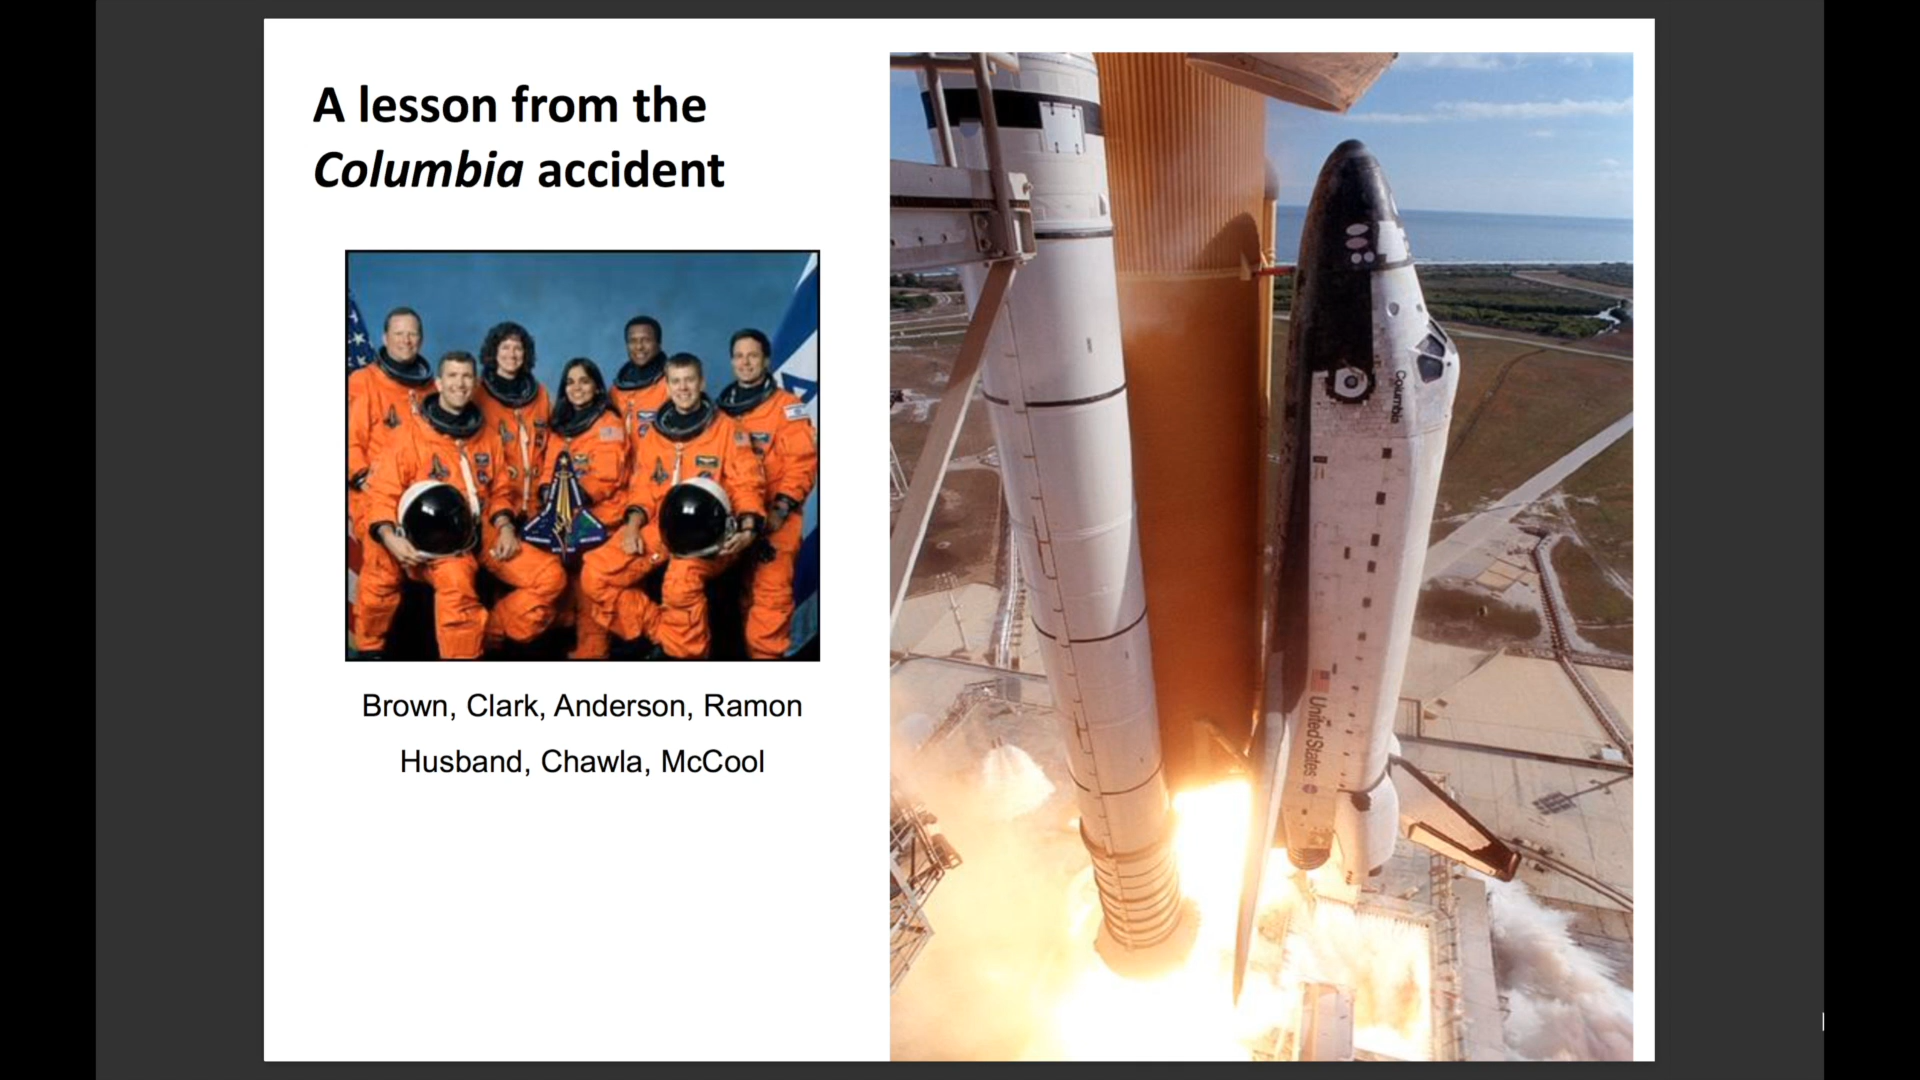 A lesson from the
Columbia accident
Brown, Clark, Anderson, Ramon
Husband, Chawla, McCool
Columbia
United States